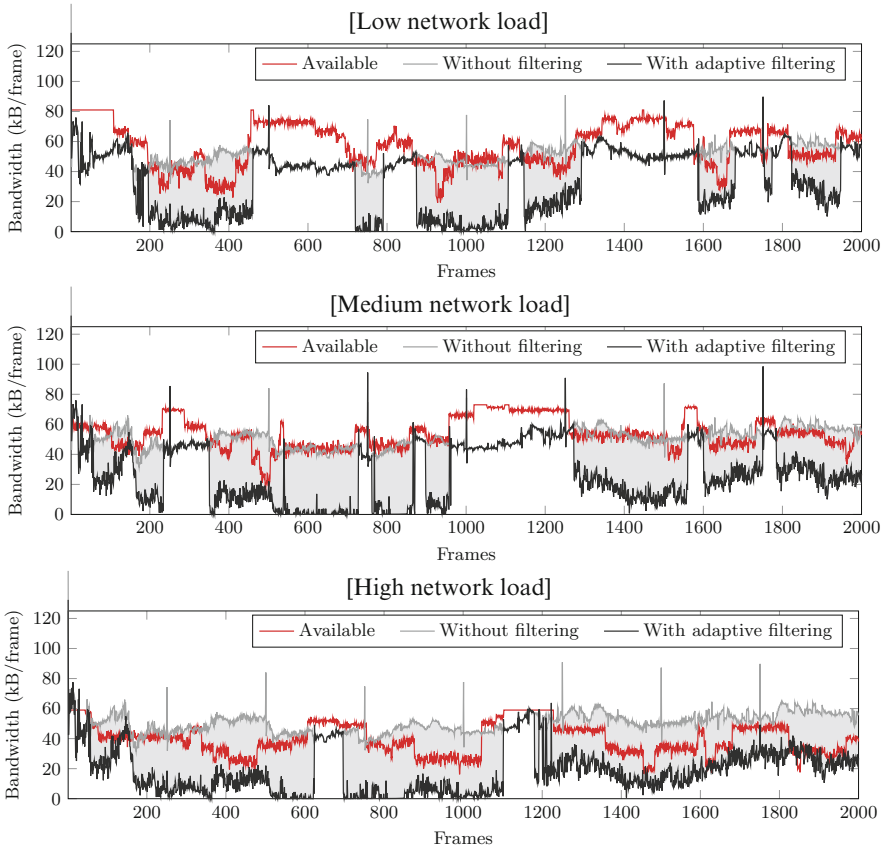 [Low network load]
Bandwidth (kB/frame)
120
100
80
60
40
20
0
Available
Without filtering
With adaptive filtering
200
400
600
800
1000
1200
1400
1600
1800
2000
Frames
[Medium network load]
Bandwidth (kB/frame)
120
100
80
60
40
20
0
Available
Without filtering
With adaptive filtering
200
400
600
800
1000
1200
1400
1600
1800
2000
Frames
[High network load]
Bandwidth (kB/frame)
120
100
80
60
40
20
0
Available
Without filtering
With adaptive filtering
200
400
600
800
1000
1200
1400
1600
1800
2000
Frames